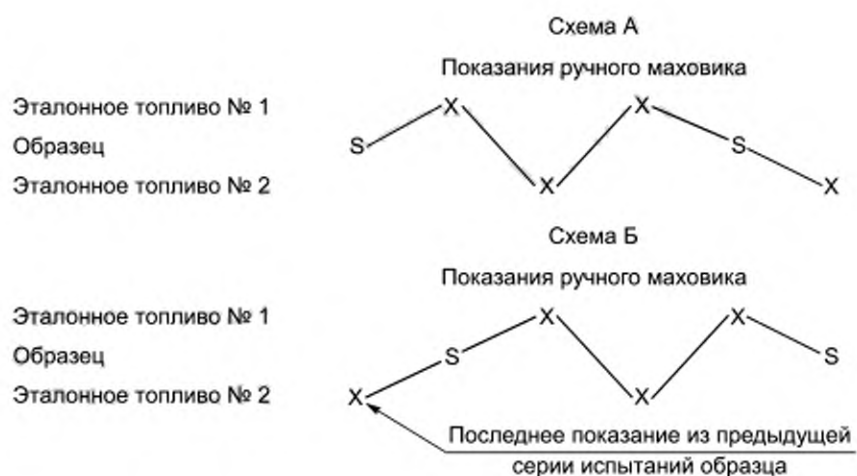 Схема А
Показания ручного маховика
Эталонное топливо № 1 X X
Образец S S
Эталонное топливо № 2 X X
Схема Б
Показания ручного маховика
Эталонное топливо № 1 X X
Образец S S
Эталонное топливо № 2 X X
Последнее показание из предыдущей
серии испытаний образца